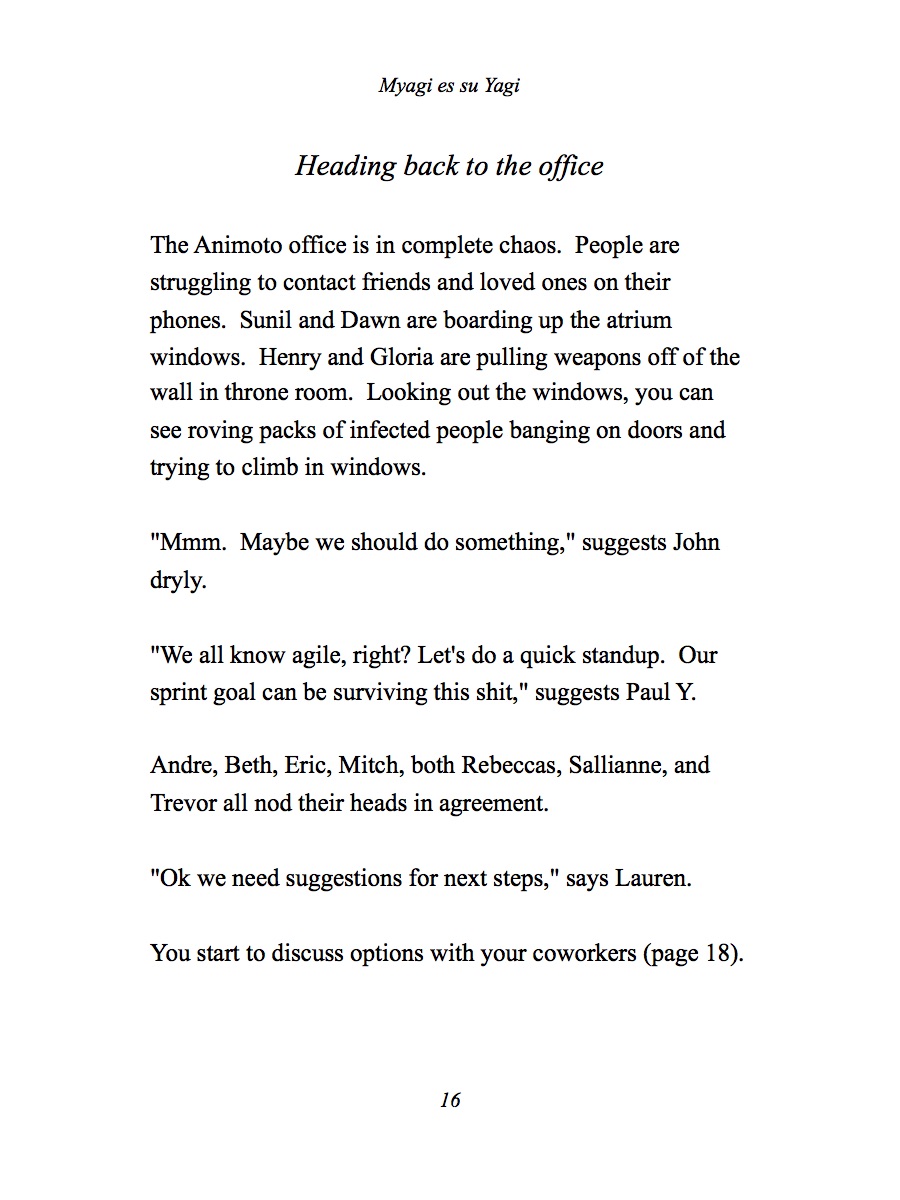 Myagi es su Yagi
Heading back to the office
The Animoto office is in complete chaos.  People are
struggling to contact friends and loved ones on their
phones.  Sunil and Dawn are boarding up the atrium
windows.  Henry and Gloria are pulling weapons off of the
wall in throne room.  Looking out the windows, you can
see roving packs of infected people banging on doors and
trying to climb in windows.
"Mmm.  Maybe we should do something," suggests John
dryly.
"We all know agile, right? Let's do a quick standup.  Our
sprint goal can be surviving this shit," suggests Paul Y.
Andre, Beth, Eric, Mitch, both Rebeccas, Sallianne, and
Trevor all nod their heads in agreement.
"Ok we need suggestions for next steps," says Lauren.
You start to discuss options with your coworkers (page 18).
16